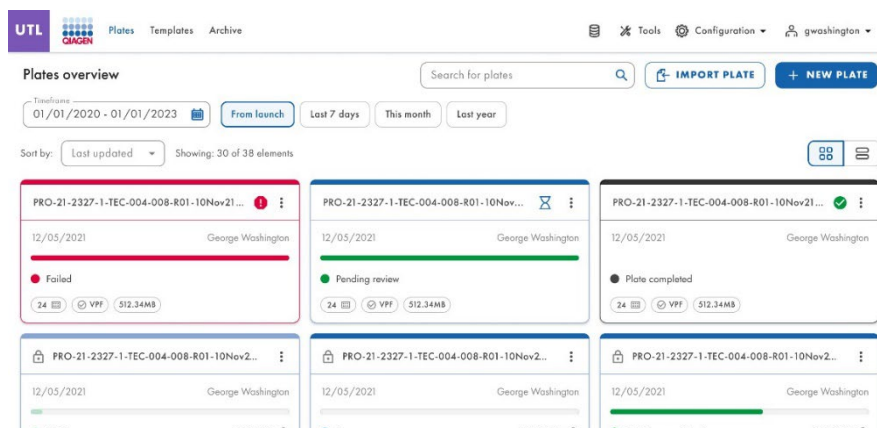 UTL QIAGEN Plates Templates Archive Tools Configuration gwashington
Plates overview Search for plates IMPORT PLATE + NEW PLATE
Timeframe
01/01/2020 - 01/01/2023 From launch Last 7 days This month Last year
Sort by: Last updated Showing: 30 of 38 elements
PRO-21-2327-1-TEC-004-008-R01-10Nov21... PRO-21-2327-1-TEC-004-008-R01-10Nov... PRO-21-2327-1-TEC-004-008-R01-10Nov21...
12/05/2021 George Washington 12/05/2021 George Washington 12/05/2021 George Washington
Failed Pending review Plate completed
24 VPF 512.34MB 24 VPF 512.34MB 24 VPF 512.34MB
PRO-21-2327-1-TEC-004-008-R01-10Nov2... PRO-21-2327-1-TEC-004-008-R01-10Nov2... PRO-21-2327-1-TEC-004-008-R01-10Nov2...
12/05/2021 George Washington 12/05/2021 George Washington 12/05/2021 George Washington